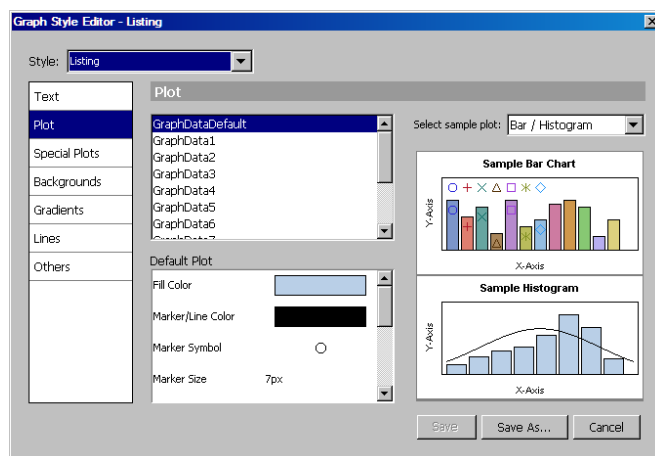 Graph Style Editor - Listing
Style: Listing
Text
Plot
Special Plots
Backgrounds
Gradients
Lines
Others
Plot
GraphDataDefault
GraphData1
GraphData2
GraphData3
GraphData4
GraphData5
GraphData6
GraphData7
Default Plot
Fill Color
Marker/Line Color
Marker Symbol
Marker Size 7px
Select sample plot: Bar / Histogram
Sample Bar Chart
Y-Axis
X-Axis
Sample Histogram
Y-Axis
X-Axis
Save
Save As...
Cancel